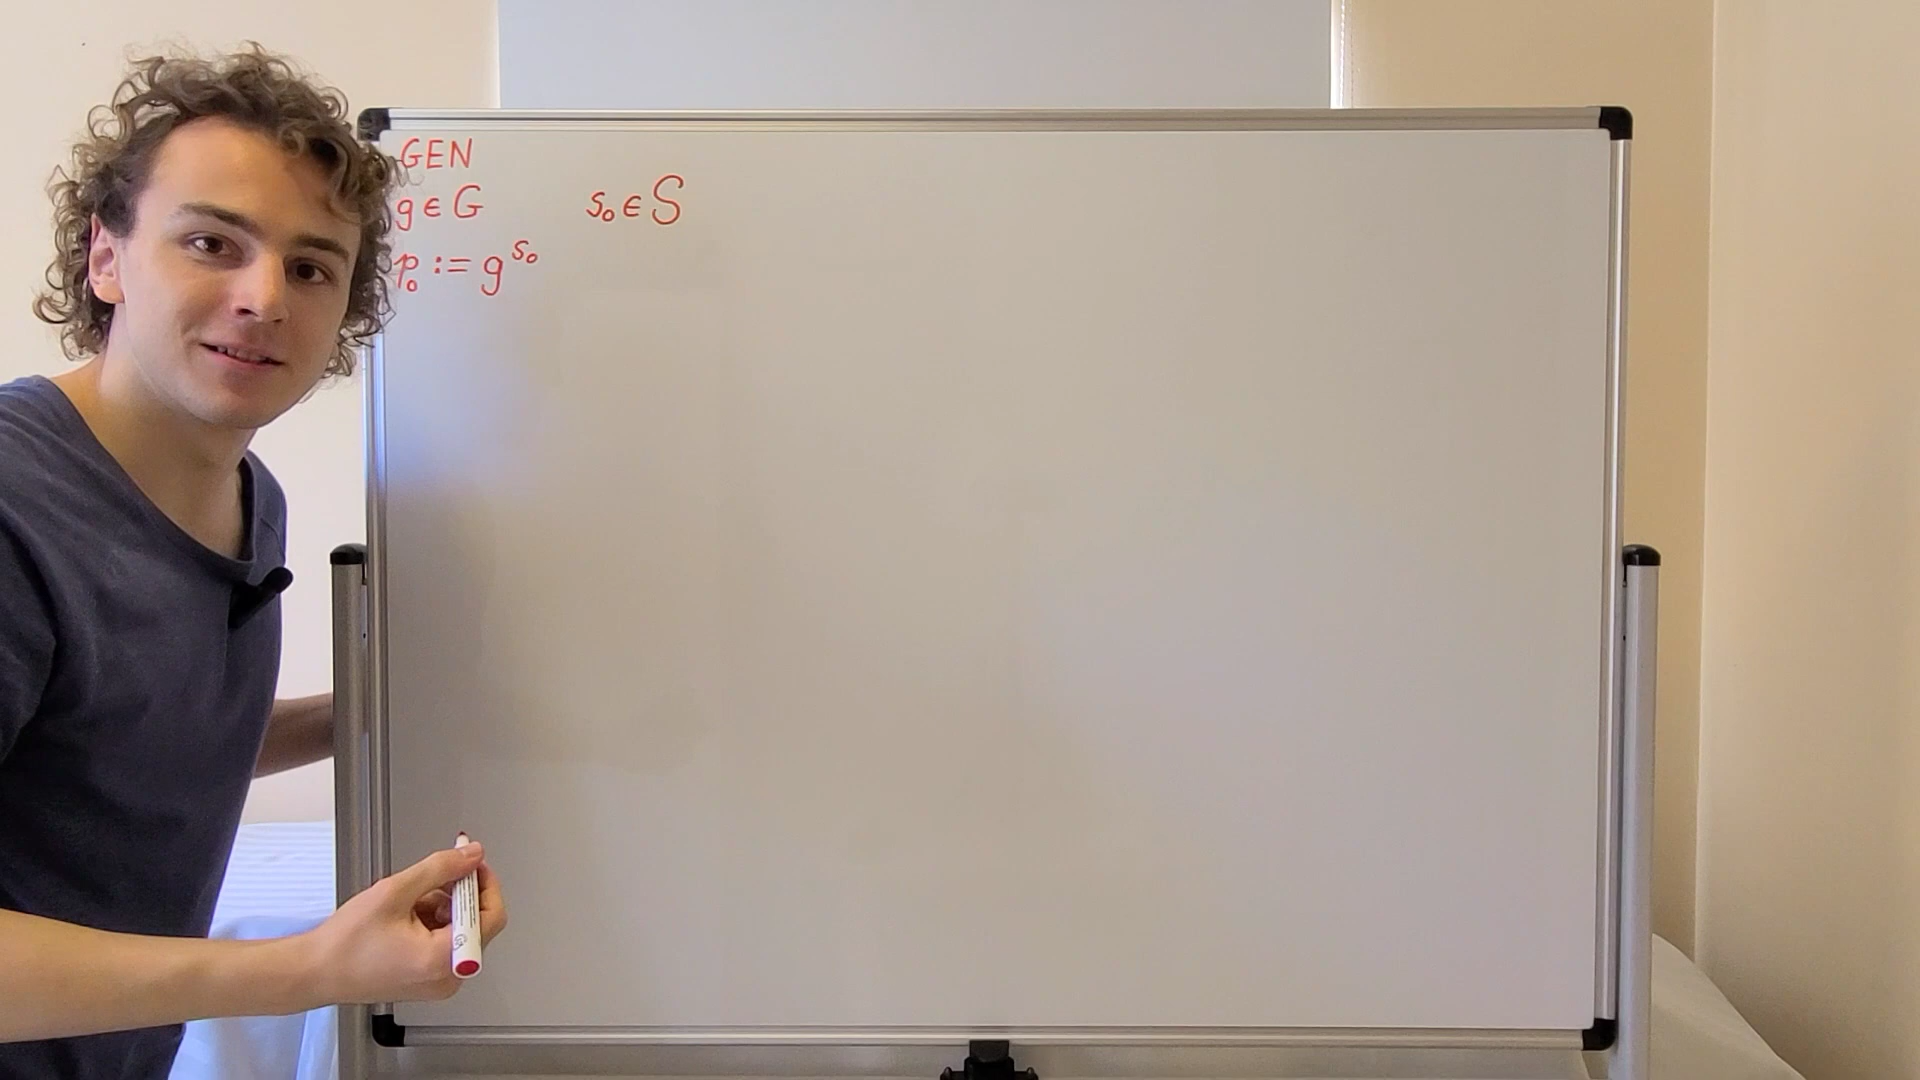 GEN
g ∈ G s₀ ∈ S
p₀ := g^s₀